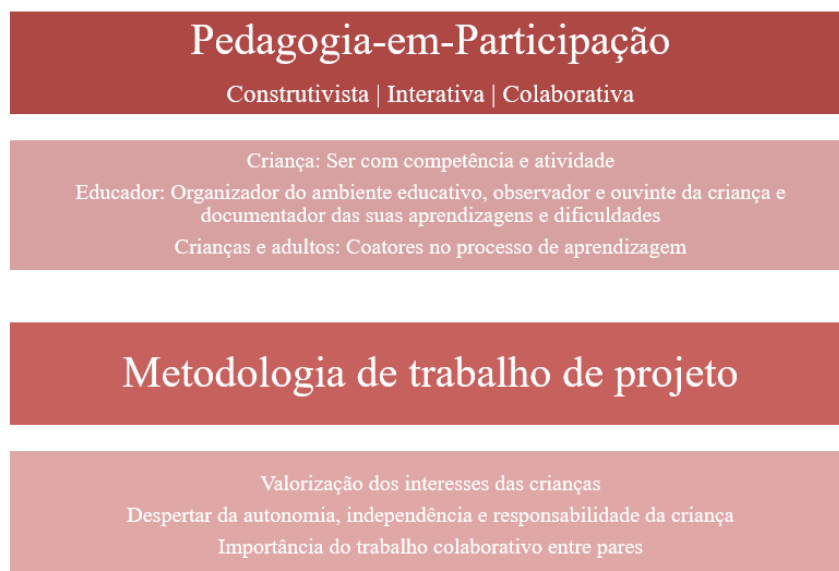 Pedagogia-em-Participação
Construtivista | Interativa | Colaborativa
Criança: Ser com competência e atividade
Educador: Organizador do ambiente educativo, observador e ouvinte da criança e
documentador das suas aprendizagens e dificuldades
Crianças e adultos: Coatores no processo de aprendizagem
Metodologia de trabalho de projeto
Valorização dos interesses das crianças
Despertar da autonomia, independência e responsabilidade da criança
Importância do trabalho colaborativo entre pares